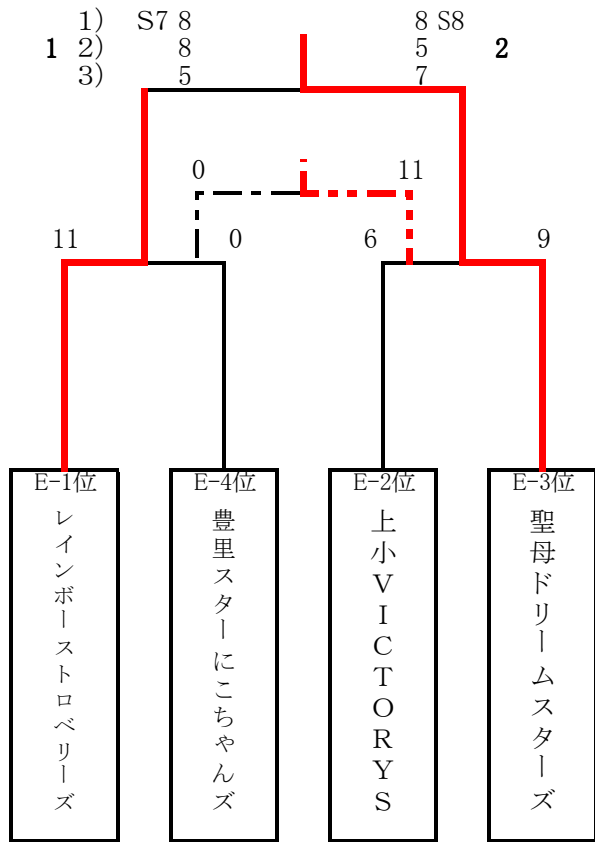 1) S7 8 8 S8
1 2) 8 5 2
3) 5 7
0 11
11 0 6 9
E-1位 E-4位 E-2位 E-3位
レインボーストロベリーズ
豊里スターにこちゃんズ
上小VICTORYS
聖母ドリームスターズ